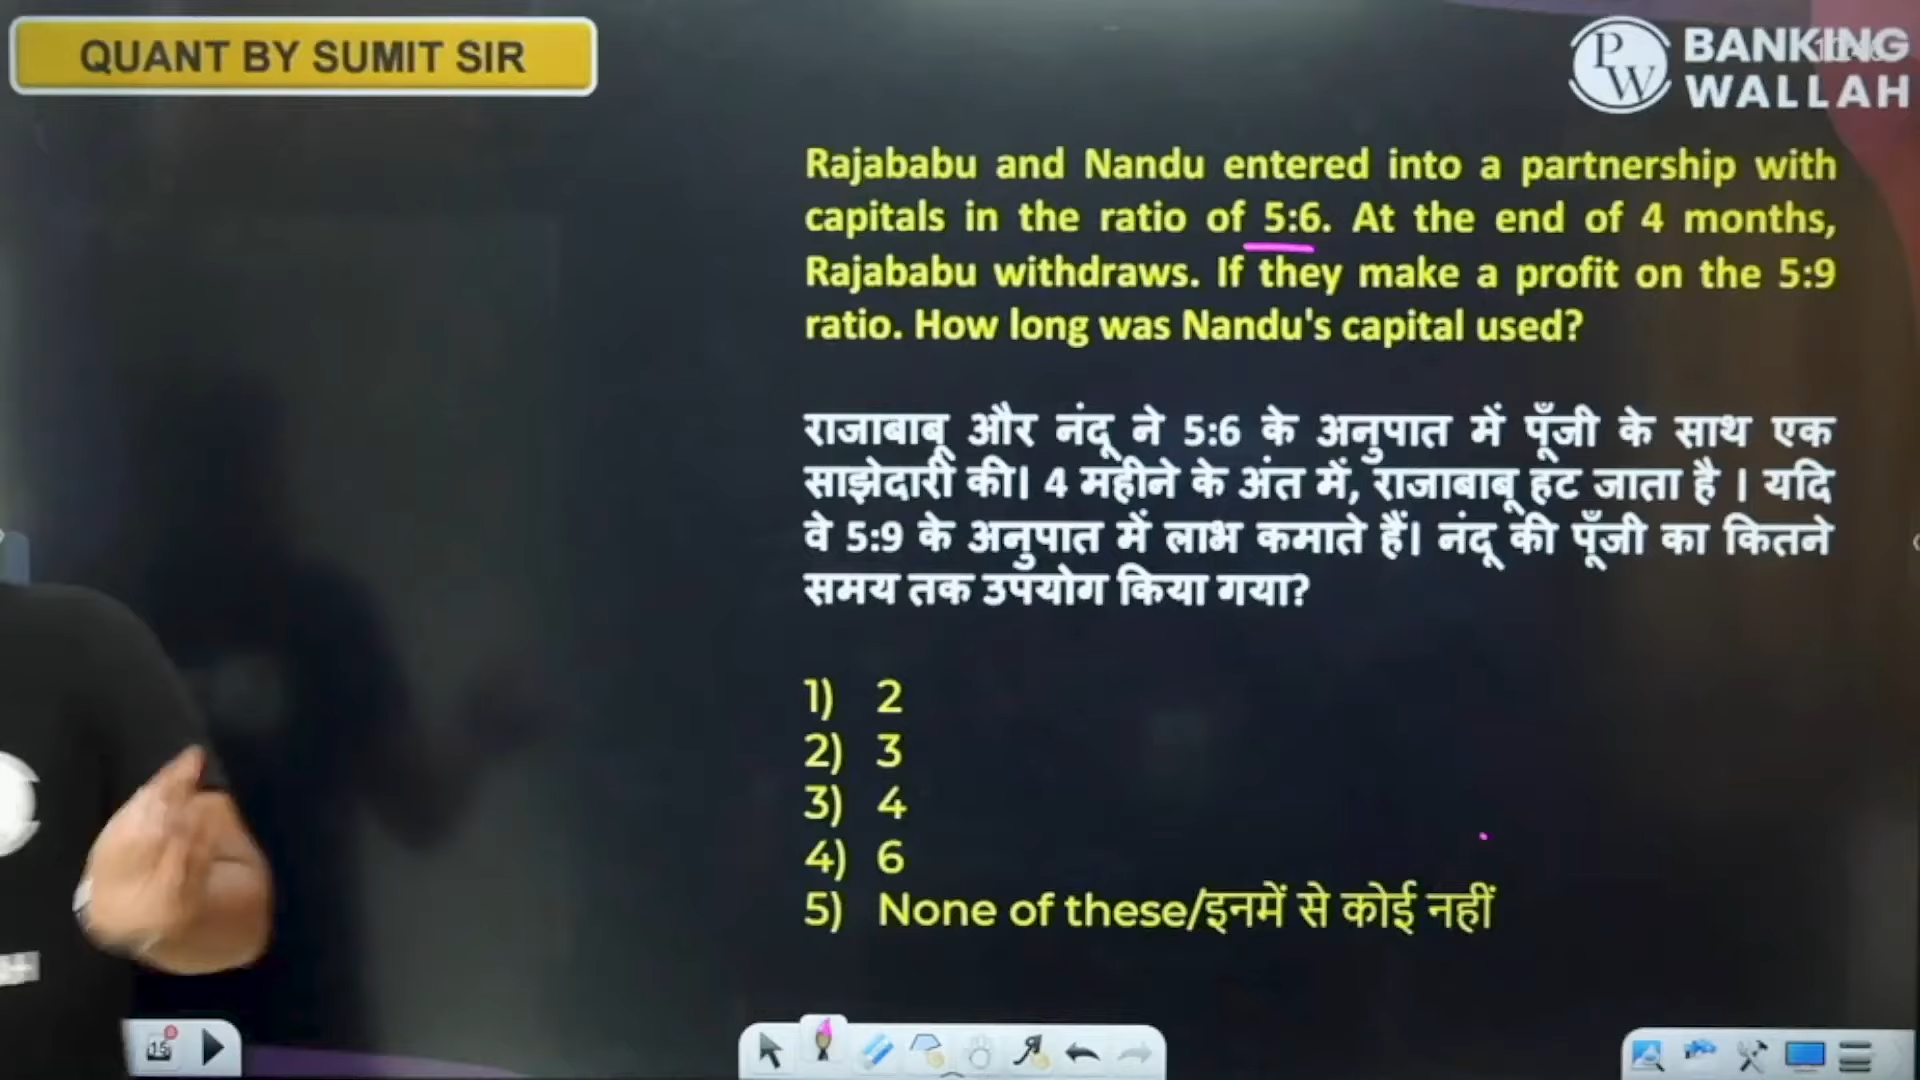 QUANT BY SUMIT SIR
PW BANKING
WALLAH
Rajababu and Nandu entered into a partnership with
capitals in the ratio of 5:6. At the end of 4 months,
Rajababu withdraws. If they make a profit on the 5:9
ratio. How long was Nandu's capital used?
राजाबाबू और नंदू ने 5:6 के अनुपात में पूँजी के साथ एक
साझेदारी की। 4 महीने के अंत में, राजाबाबू हट जाता है । यदि
वे 5:9 के अनुपात में लाभ कमाते हैं। नंदू की पूँजी का कितने
समय तक उपयोग किया गया?
1) 2
2) 3
3) 4
4) 6
5) None of these/इनमें से कोई नहीं
15